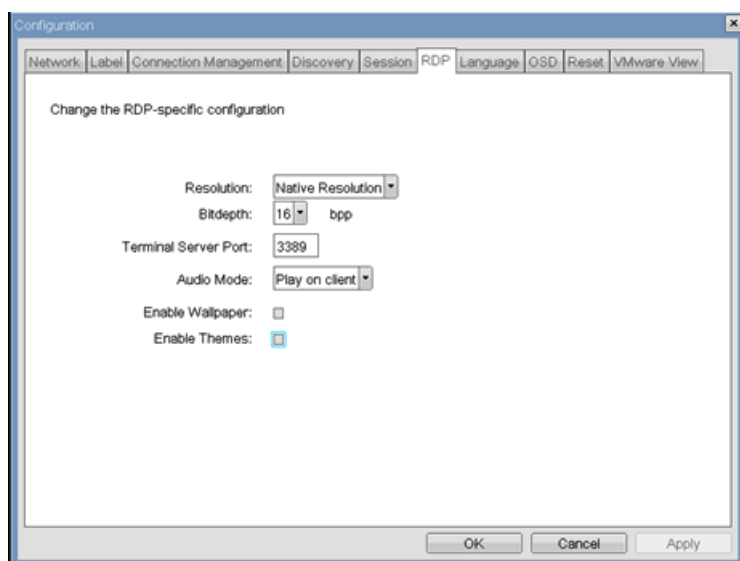 Configuration
Network Label Connection Management Discovery Session RDP Language OSD Reset VMware View
Change the RDP-specific configuration
Resolution: Native Resolution
Bitdepth: 16 bpp
Terminal Server Port: 3389
Audio Mode: Play on client
Enable Wallpaper:
Enable Themes:
OK Cancel Apply